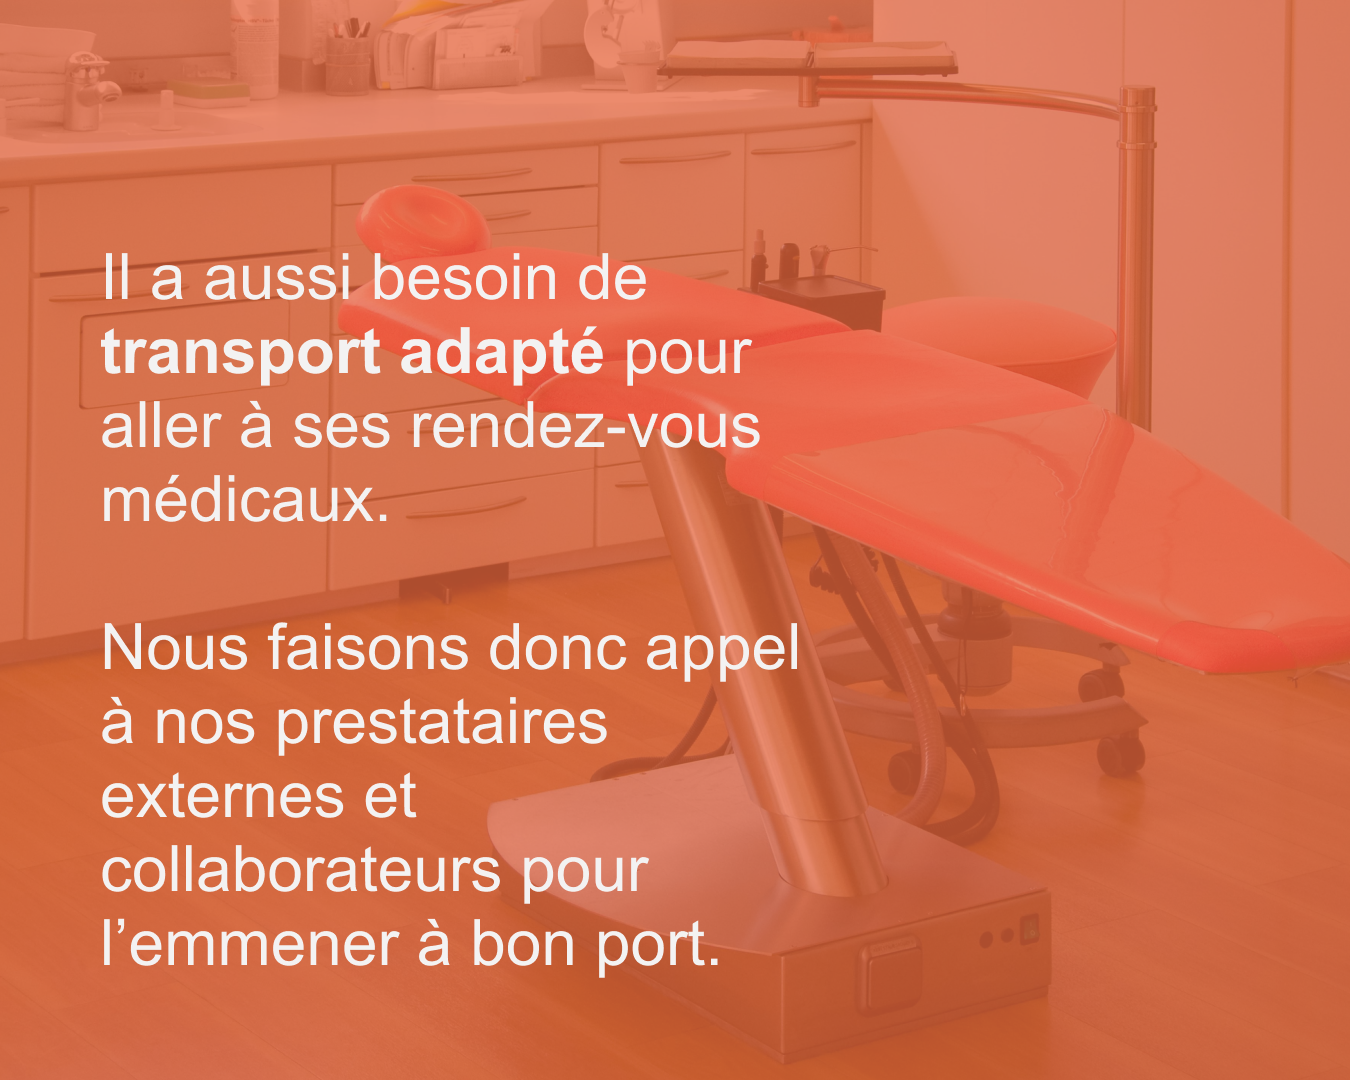 Il a aussi besoin de
transport adapté pour
aller à ses rendez-vous
médicaux.
Nous faisons donc appel
à nos prestataires
externes et
collaborateurs pour
l’emmener à bon port.